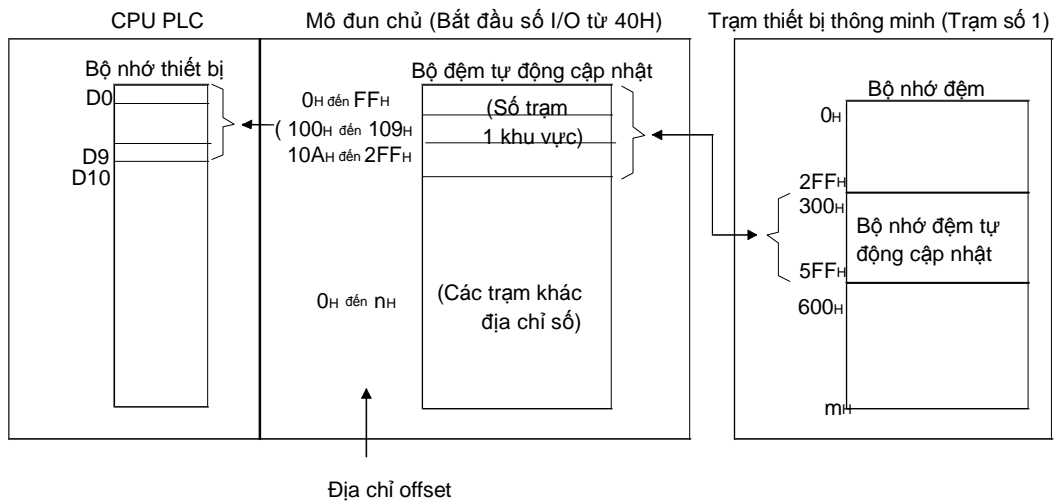 CPU PLC
Mô đun chủ (Bắt đầu số I/O từ 40H)
Trạm thiết bị thông minh (Trạm số 1)
Bộ nhớ thiết bị
D0
D9
D10
Bộ đệm tự động cập nhật
0H đến FFH
( 100H đến 109H
10AH đến 2FFH
(Số trạm
1 khu vực)
0H đến nH
(Các trạm khác
địa chỉ số)
Bộ nhớ đệm
0H
2FFH
300H
Bộ nhớ đệm tự
động cập nhật
5FFH
600H
mH
Địa chỉ offset